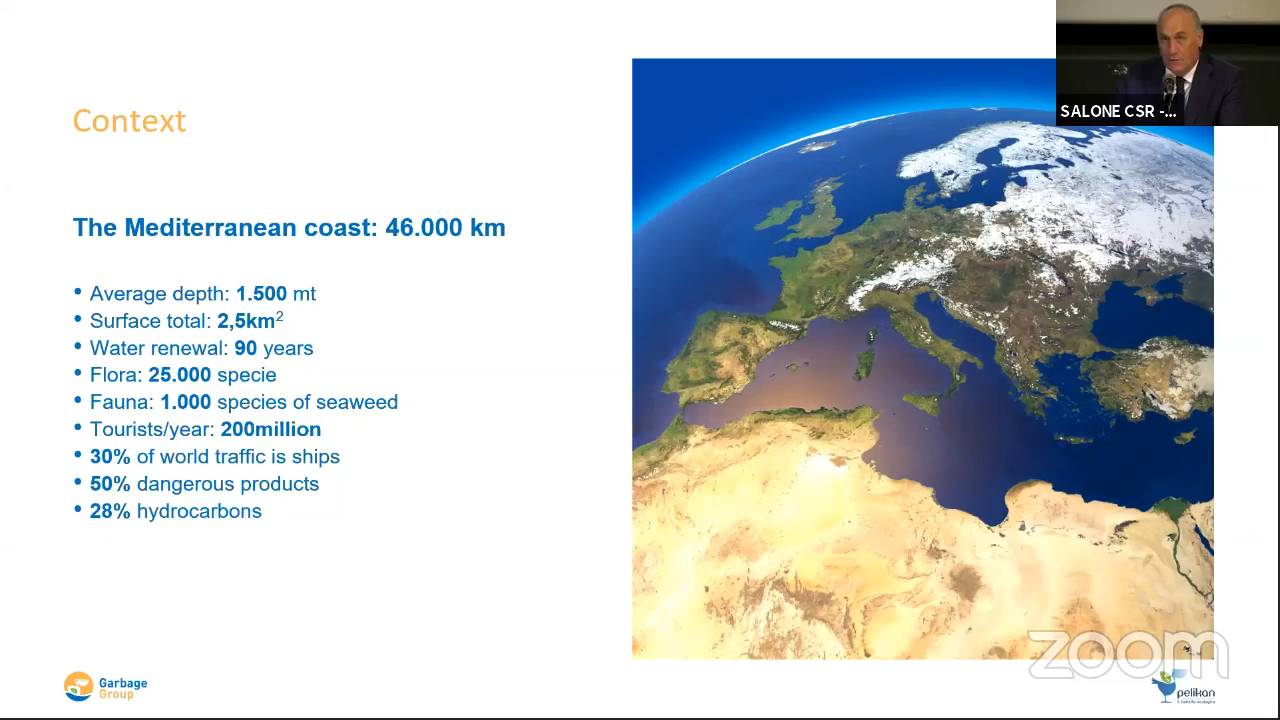 SALONE CSR -...
Context
The Mediterranean coast: 46.000 km
• Average depth: 1.500 mt
• Surface total: 2,5km²
• Water renewal: 90 years
• Flora: 25.000 specie
• Fauna: 1.000 species of seaweed
• Tourists/year: 200million
• 30% of world traffic is ships
• 50% dangerous products
• 28% hydrocarbons
zoom
Garbage
Group
pelikan